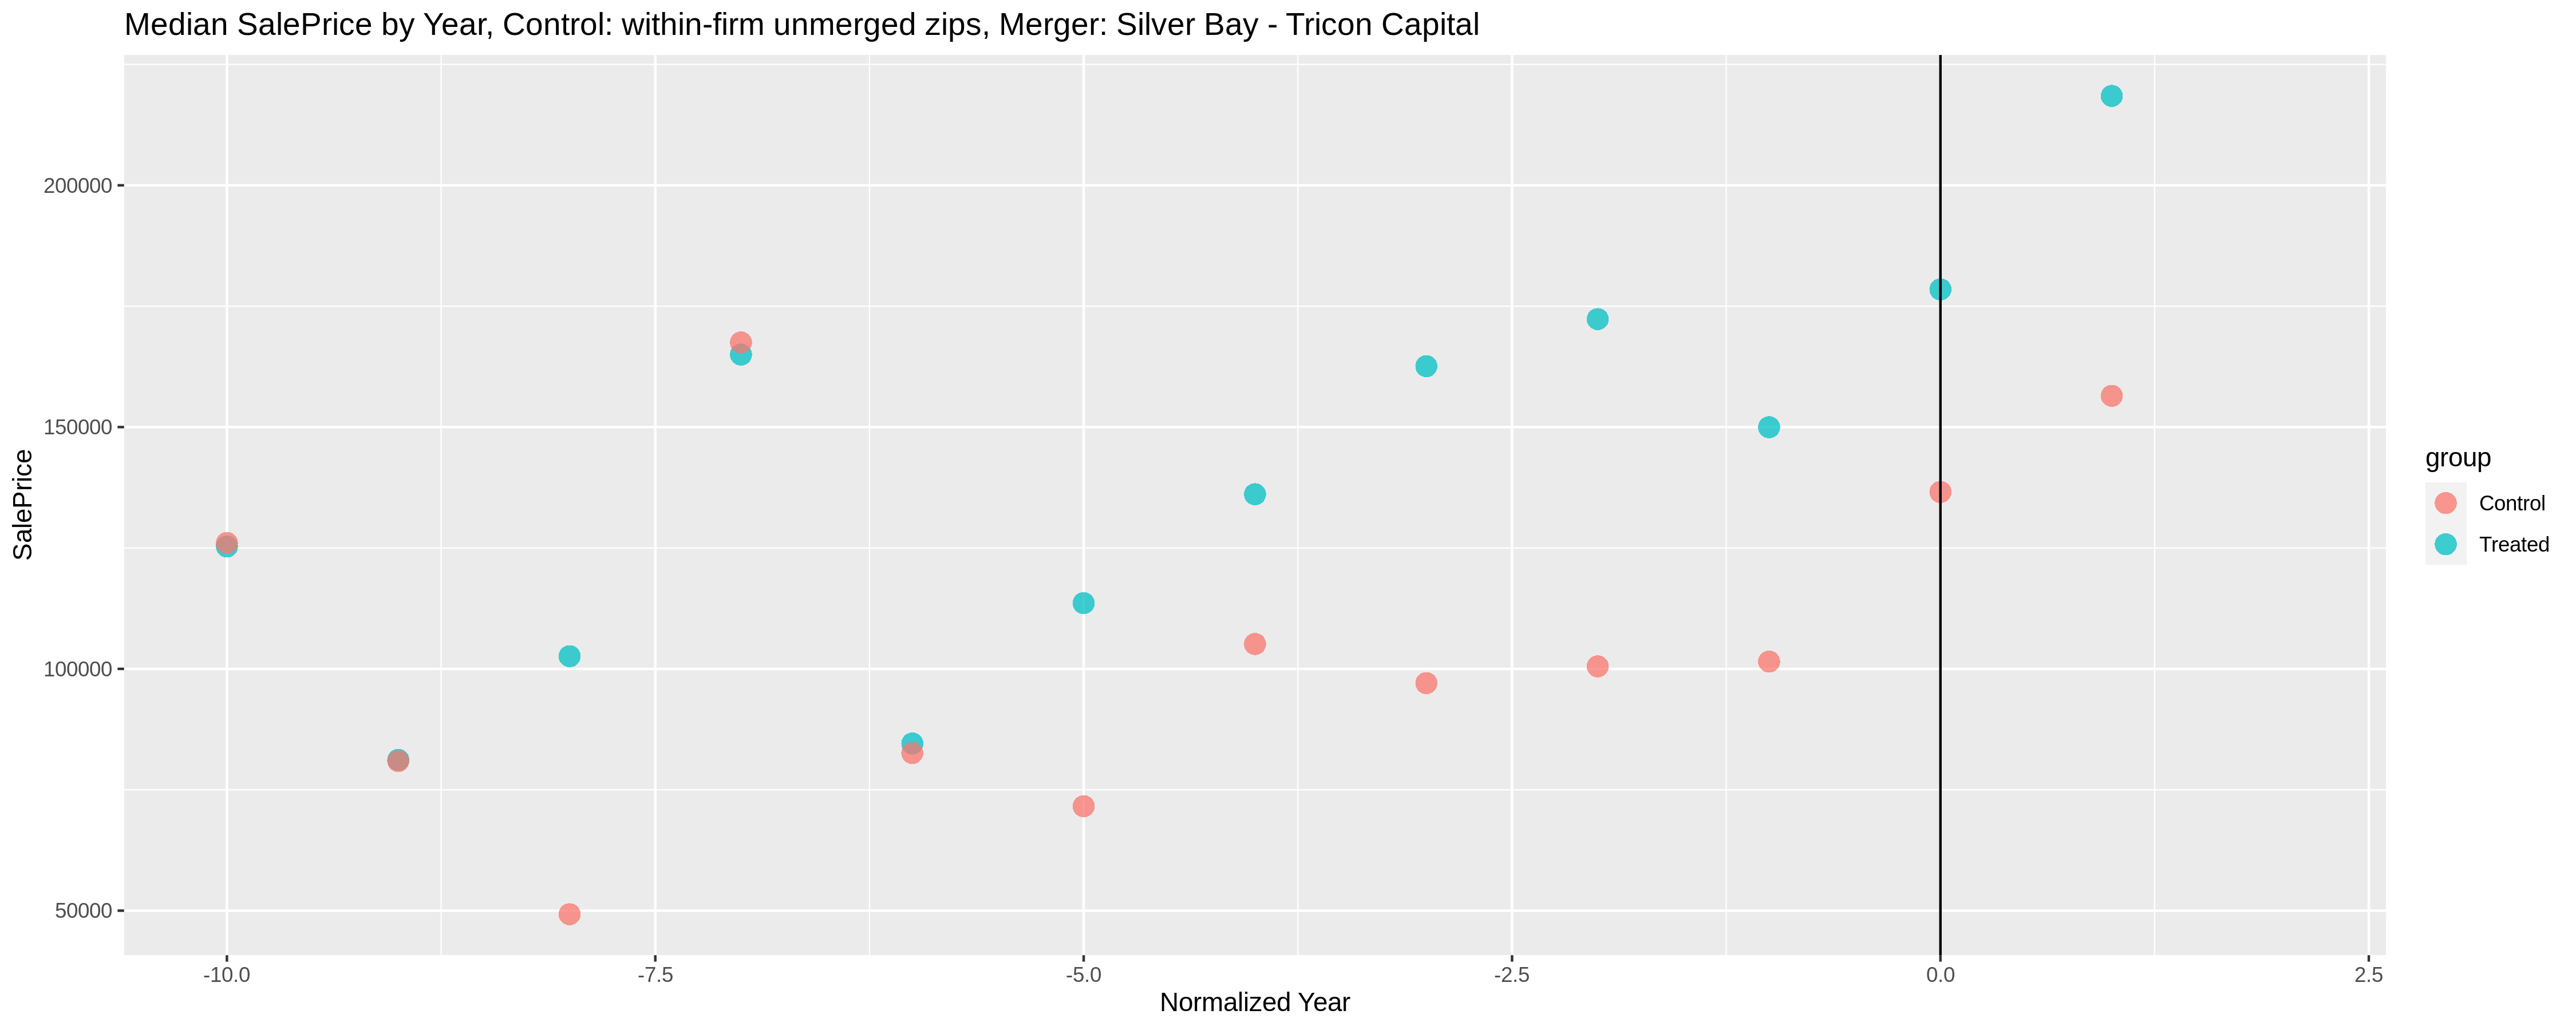 Median SalePrice by Year, Control: within-firm unmerged zips, Merger: Silver Bay - Tricon Capital
SalePrice
200000
150000
100000
50000
-10.0
-7.5
-5.0
-2.5
0.0
2.5
Normalized Year
group
Control
Treated